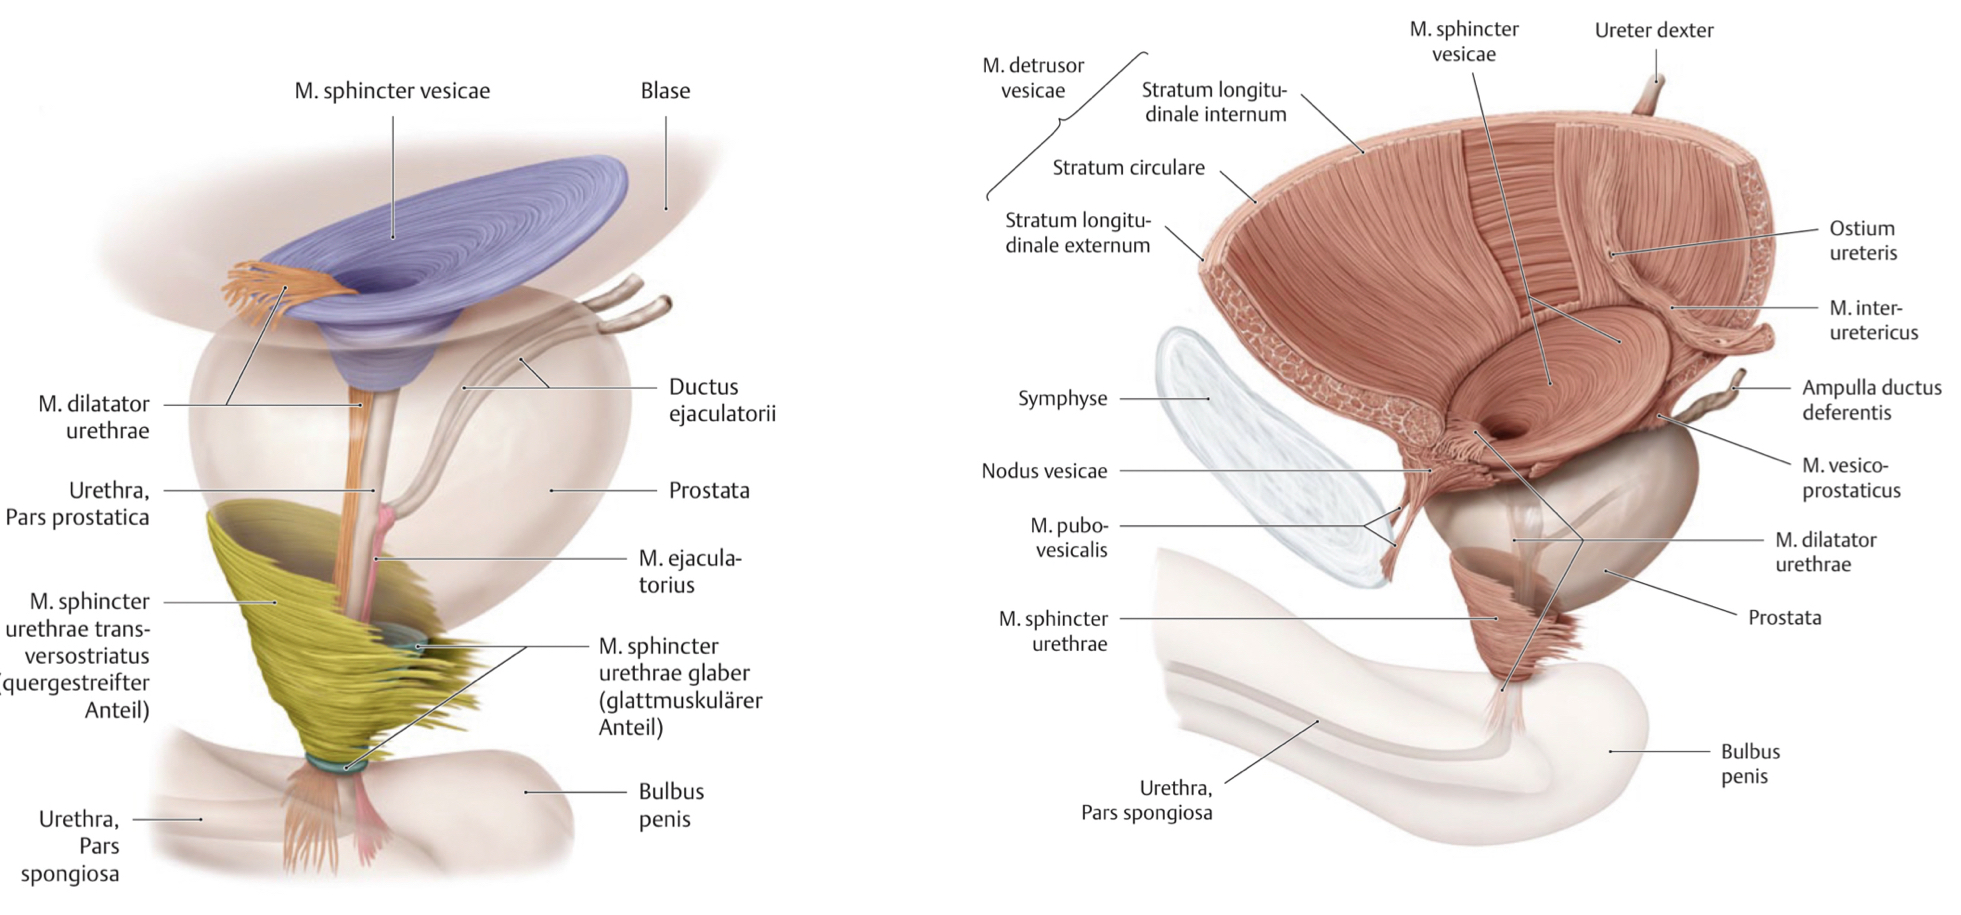 M. sphincter vesicae
Blase
M. dilatator
urethrae
Urethra,
Pars prostatica
M. sphincter
urethrae trans-
versostriatus
(quergestreifter
Anteil)
Urethra,
Pars
spongiosa
Ductus
ejaculatorii
Prostata
M. ejacula-
torius
M. sphincter
urethrae glaber
(glattmuskulärer
Anteil)
Bulbus
penis
M. detrusor
vesicae
Stratum longitu-
dinale internum
Stratum circulare
Stratum longitu-
dinale externum
M. sphincter
vesicae
Ureter dexter
Symphyse
Nodus vesicae
M. pubo-
vesicalis
M. sphincter
urethrae
Urethra,
Pars spongiosa
Ostium
ureteris
M. inter-
uretericus
Ampulla ductus
deferentis
M. vesico-
prostaticus
M. dilatator
urethrae
Prostata
Bulbus
penis